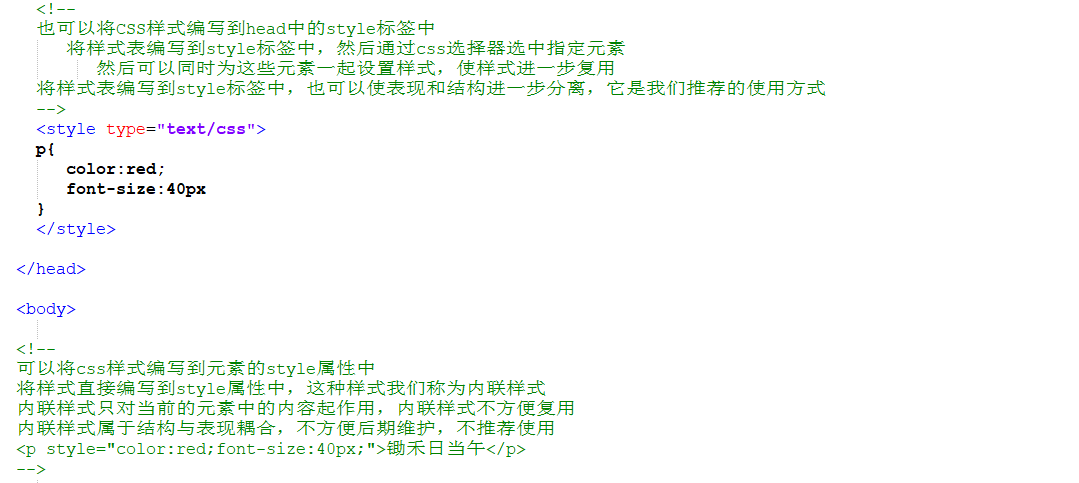 <!--
也可以将CSS样式编写到head中的style标签中
将样式表编写到style标签中，然后通过css选择器选中指定元素
然后可以同时为这些元素一起设置样式，使样式进一步复用
将样式表编写到style标签中，也可以使表现和结构进一步分离，它是我们推荐的使用方式
-->
<style type="text/css">
p{
color:red;
font-size:40px
}
</style>
</head>
<body>
<!--
可以将css样式编写到元素的style属性中
将样式直接编写到style属性中，这种样式我们称为内联样式
内联样式只对当前的元素中的内容起作用，内联样式不方便复用
内联样式属于结构与表现耦合，不方便后期维护，不推荐使用
<p style="color:red;font-size:40px;">锄禾日当午</p>
-->